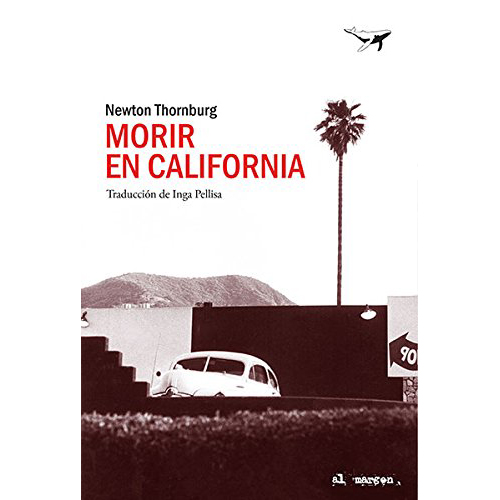 Newton Thornburg
MORIR
EN CALIFORNIA
Traducción de Inga Pellisa
90
al margen